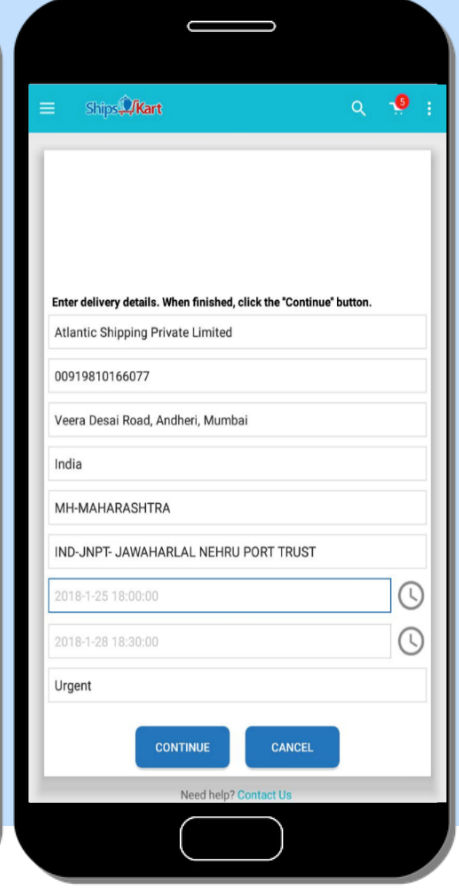 ShipsKart
5
Enter delivery details. When finished, click the "Continue" button.
Atlantic Shipping Private Limited
00919810166077
Veera Desai Road, Andheri, Mumbai
India
MH-MAHARASHTRA
IND-JNPT- JAWAHARLAL NEHRU PORT TRUST
2018-1-25 18:00:00
2018-1-28 18:30:00
Urgent
CONTINUE CANCEL
Need help? Contact Us